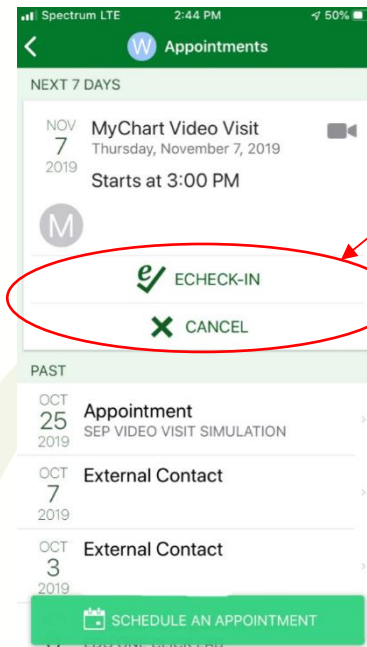 Spectrum LTE 2:44 PM 50%
W Appointments
NEXT 7 DAYS
NOV
7
2019
MyChart Video Visit
Thursday, November 7, 2019
Starts at 3:00 PM
M
e ECHECK-IN
CANCEL
PAST
OCT
25
2019
Appointment
SEP VIDEO VISIT SIMULATION
OCT
7
2019
External Contact
OCT
3
2019
External Contact
SCHEDULE AN APPOINTMENT